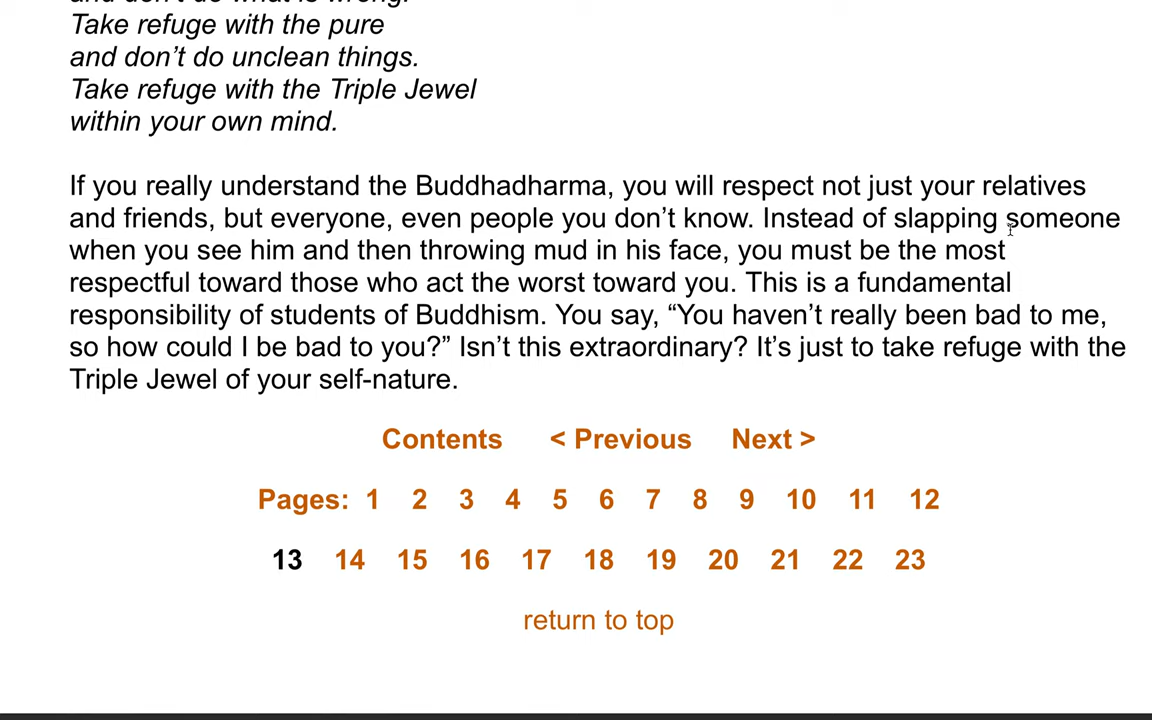 and don't do what is wrong.
Take refuge with the pure
and don’t do unclean things.
Take refuge with the Triple Jewel
within your own mind.
If you really understand the Buddhadharma, you will respect not just your relatives
and friends, but everyone, even people you don’t know. Instead of slapping someone
when you see him and then throwing mud in his face, you must be the most
respectful toward those who act the worst toward you. This is a fundamental
responsibility of students of Buddhism. You say, “You haven’t really been bad to me,
so how could I be bad to you?” Isn’t this extraordinary? It’s just to take refuge with the
Triple Jewel of your self-nature.
Contents < Previous Next >
Pages: 1 2 3 4 5 6 7 8 9 10 11 12
13 14 15 16 17 18 19 20 21 22 23
return to top